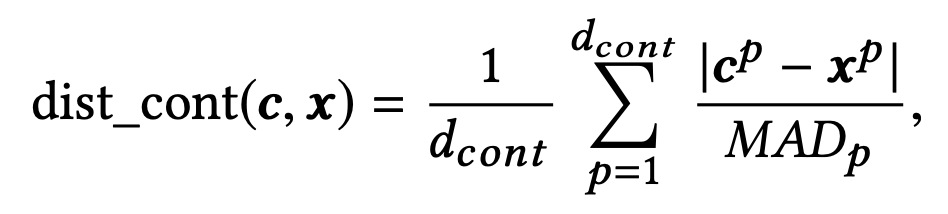 dist_cont(c, x) = \frac{1}{d_{cont}} \sum_{p=1}^{d_{cont}} \frac{|c^p - x^p|}{MAD_p},